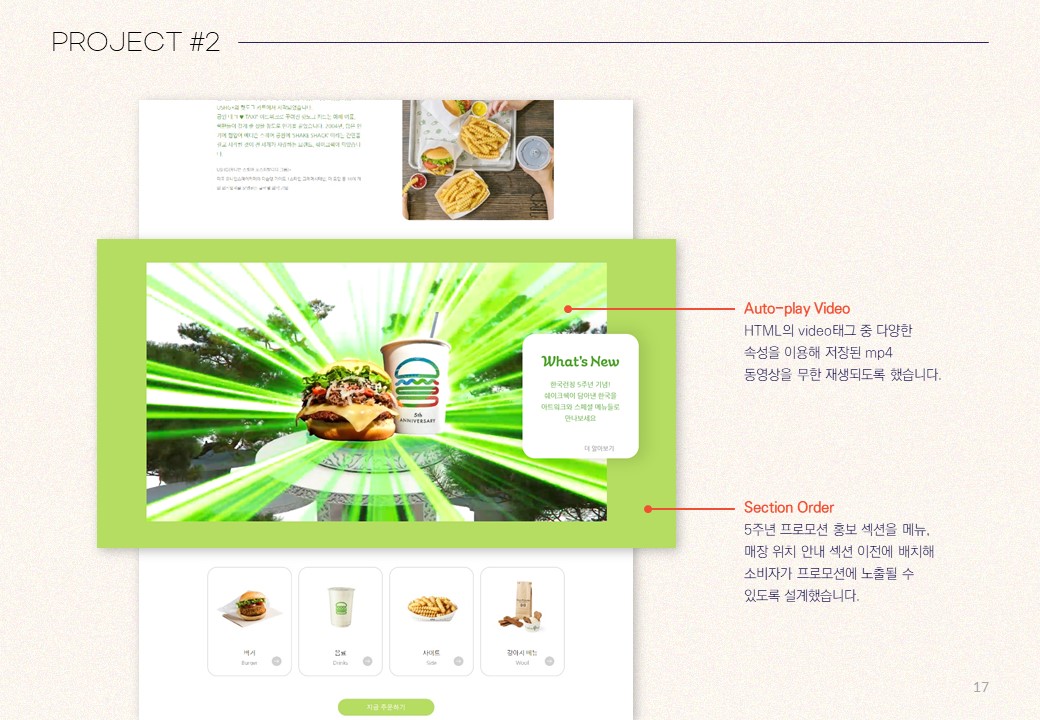 PROJECT #2
Auto-play Video
HTML의 video태그 중 다양한
속성을 이용해 저장된 mp4
동영상을 무한 재생되도록 했습니다.
What's New
한국런칭 5주년 기념!
쉐이크쉑이 담아낸 한국을
아트워크와 스페셜 메뉴들로
만나보세요
더 알아보기
5th
ANNIVERSARY
Section Order
5주년 프로모션 홍보 섹션을 메뉴,
매장 위치 안내 섹션 이전에 배치해
소비자가 프로모션에 노출될 수
있도록 설계했습니다.
버거
Burger
음료
Drinks
사이드
Side
강아지 메뉴
Woof
지금 주문하기
17